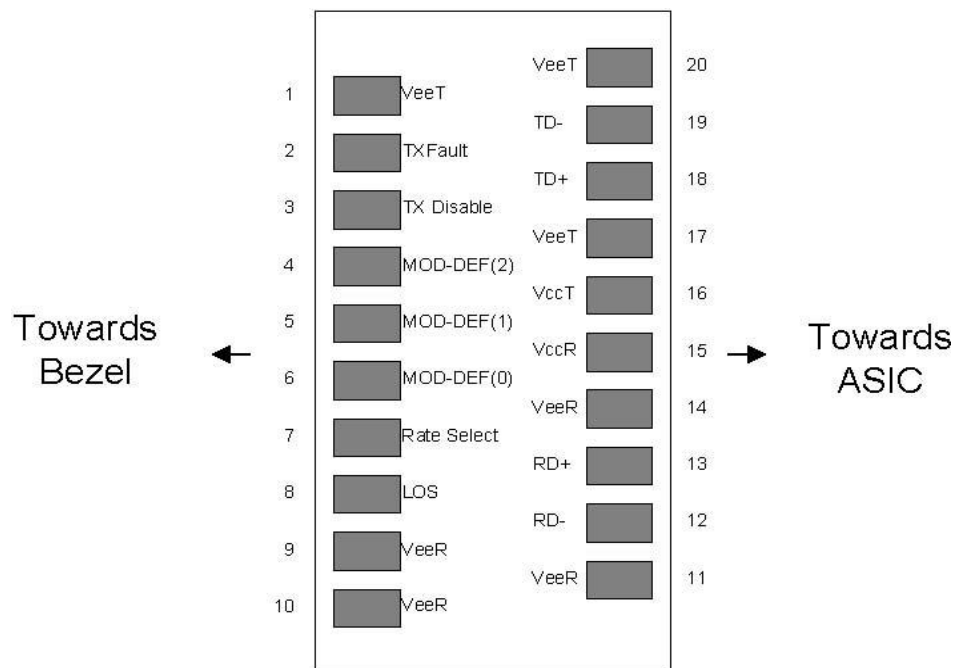 VeeT 20
1 VeeT
TD- 19
2 TXFault
TD+ 18
3 TX Disable
VeeT 17
4 MOD-DEF(2)
VccT 16
5 MOD-DEF(1)
Towards
Bezel
VccR 15
Towards
ASIC
6 MOD-DEF(0)
VeeR 14
7 Rate Select
RD+ 13
8 LOS
RD- 12
9 VeeR
VeeR 11
10 VeeR